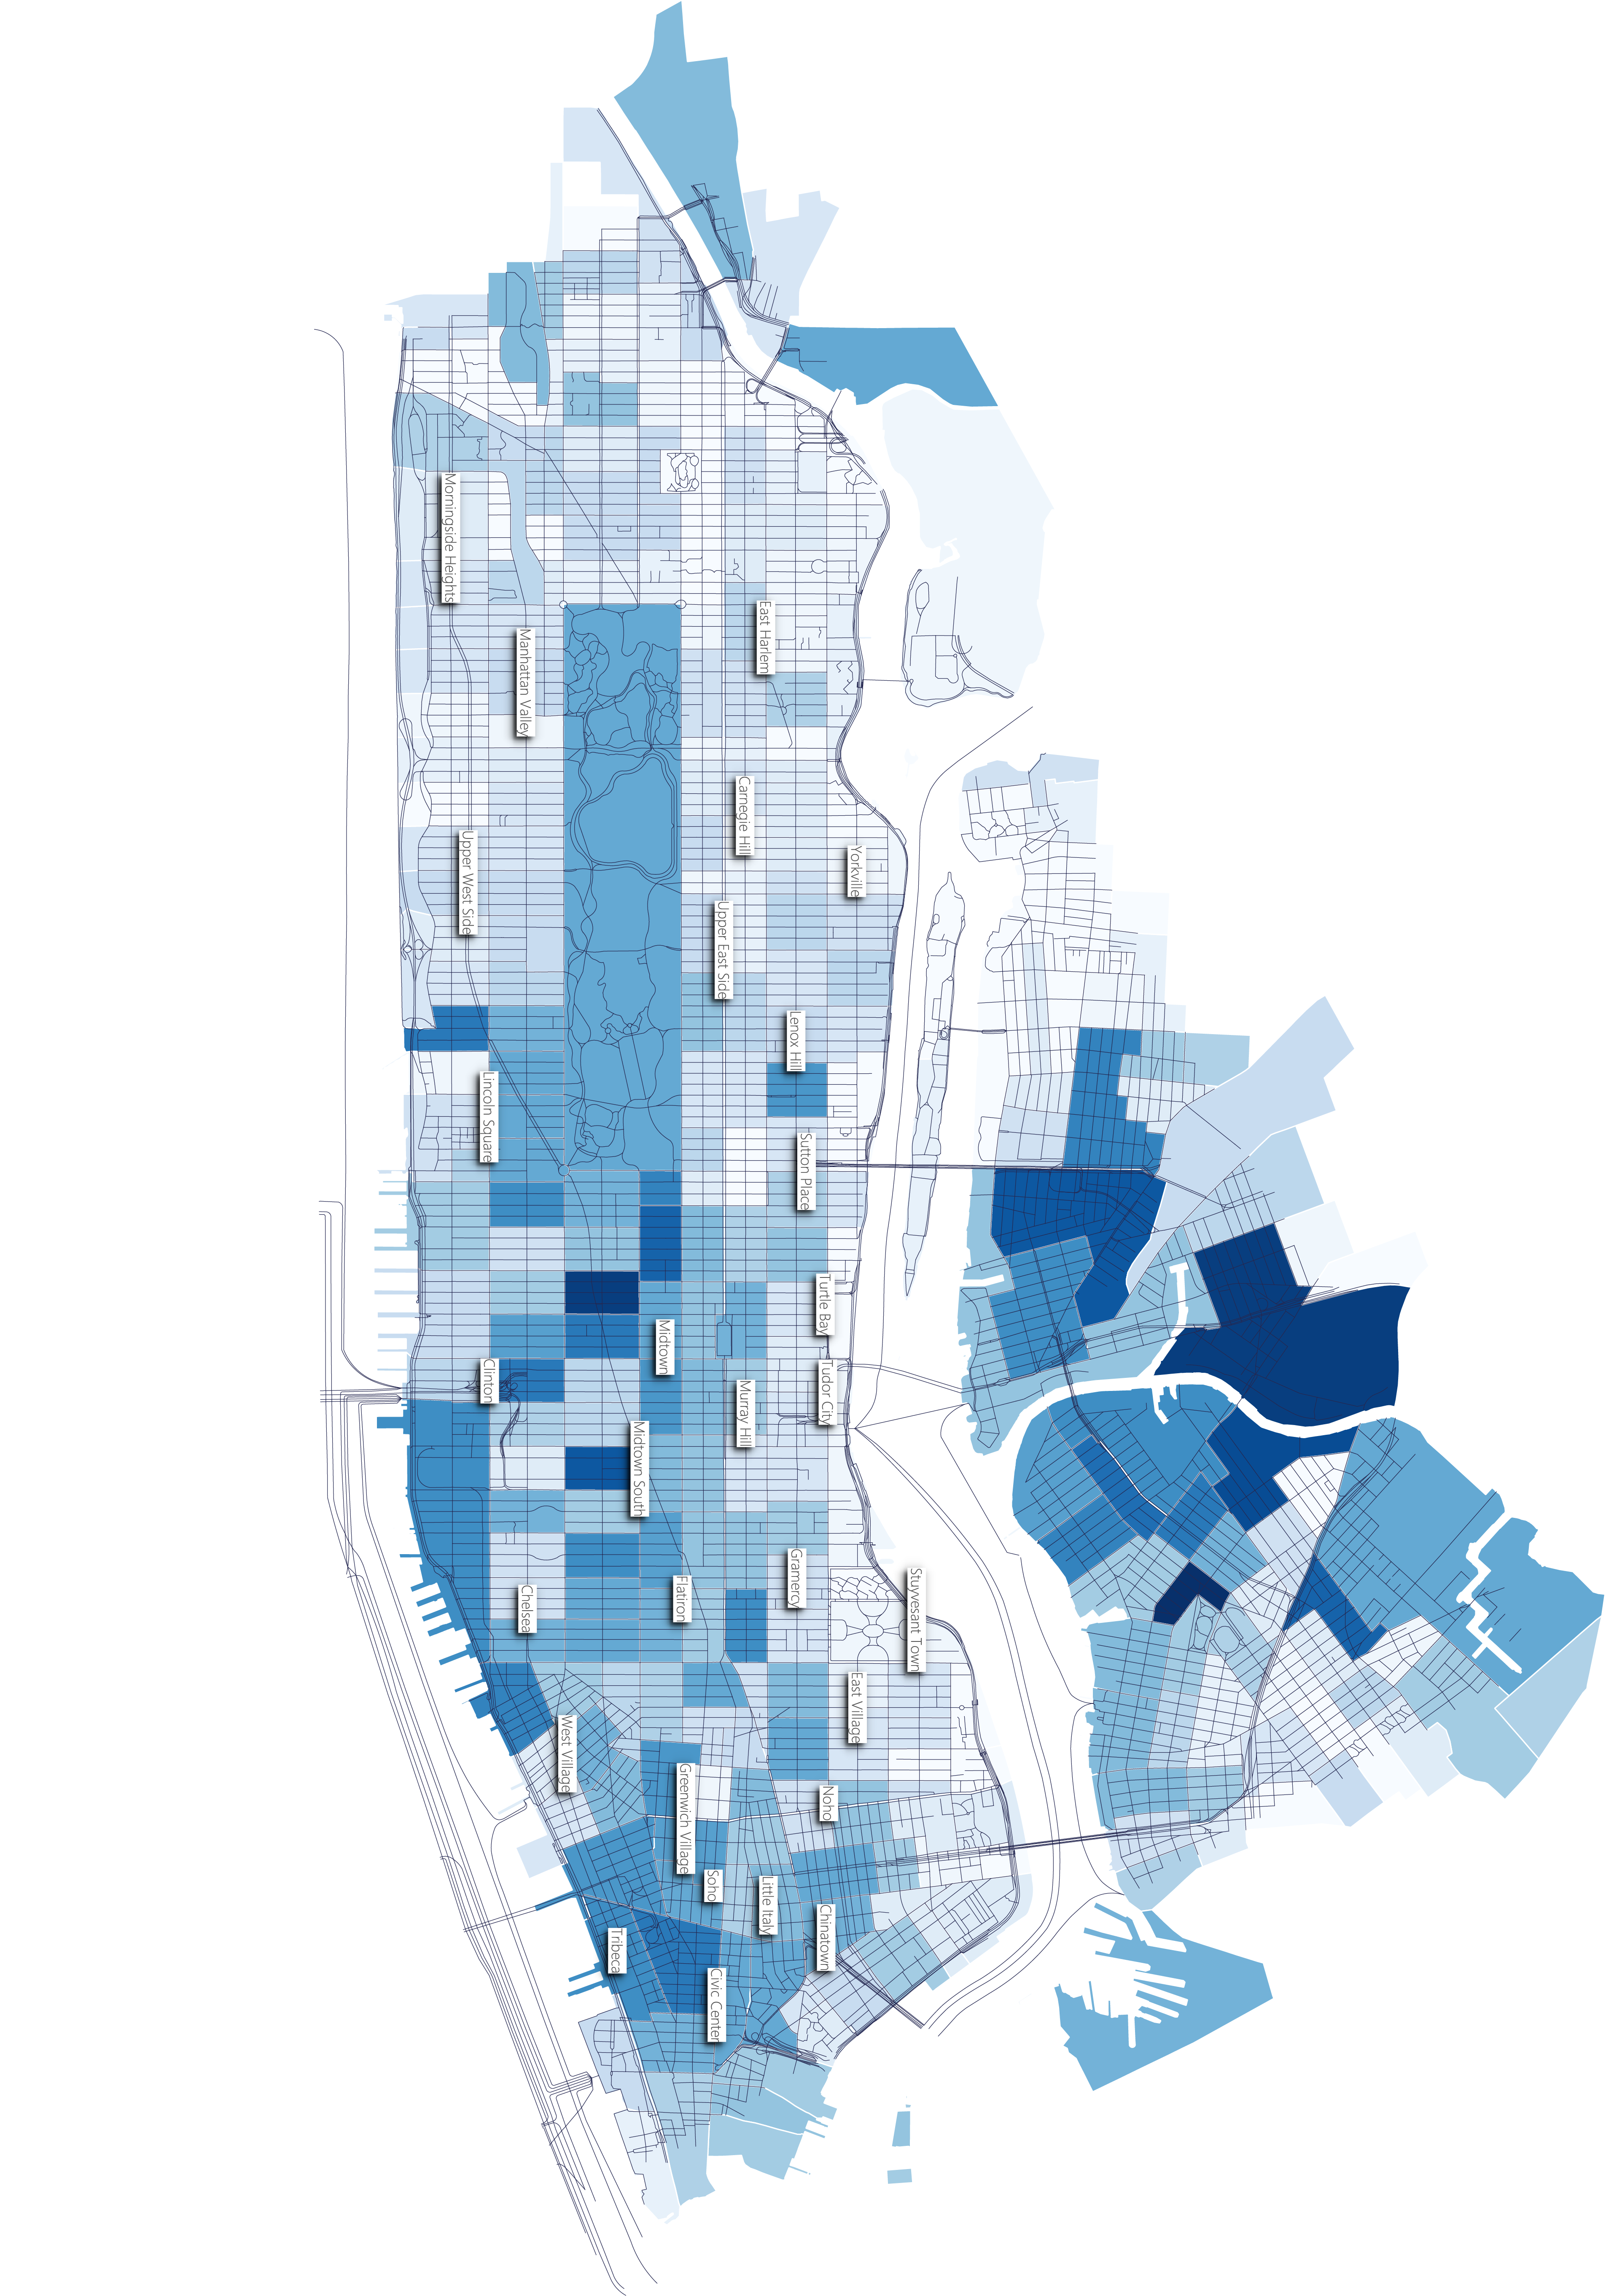 Morningside Heights
East Harlem
Manhattan Valley
Carnegie Hill
Upper West Side
Yorkville
Upper East Side
Lenox Hill
Lincoln Square
Sutton Place
Turtle Bay
Midtown
Clinton
Tudor City
Murray Hill
Midtown South
Gramercy
Stuyvesant Town
Flatiron
Chelsea
East Village
West Village
Greenwich Village
Noho
Soho
Little Italy
Chinatown
Tribeca
Civic Center